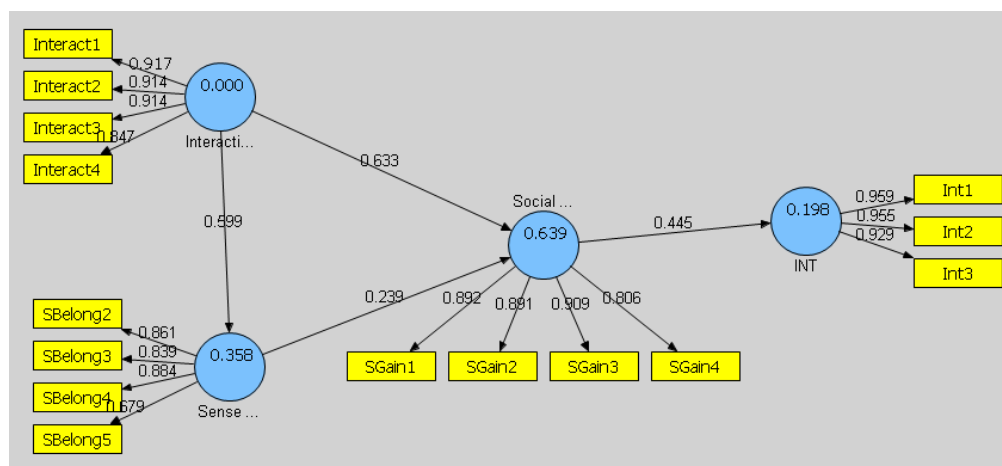 Interact1
0.917
Interact2
0.914
Interact3
0.914
Interact4
0.847
0.000
Interacti...
0.633
0.599
Social ...
0.639
0.445
0.198
INT
0.959
Int1
0.955
Int2
0.929
Int3
0.239
0.892
0.891
0.909
0.806
SGain1
SGain2
SGain3
SGain4
SBelong2
0.861
SBelong3
0.839
SBelong4
0.884
SBelong5
0.679
0.358
Sense ...